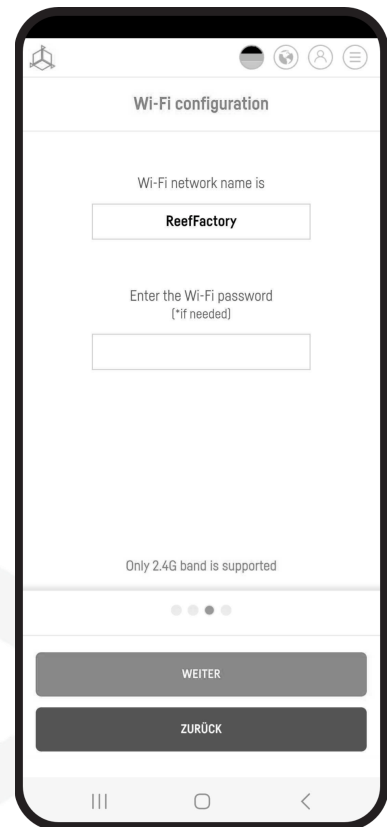 Wi-Fi configuration
Wi-Fi network name is
ReefFactory
Enter the Wi-Fi password
(*if needed)
Only 2.4G band is supported
WEITER
ZURÜCK